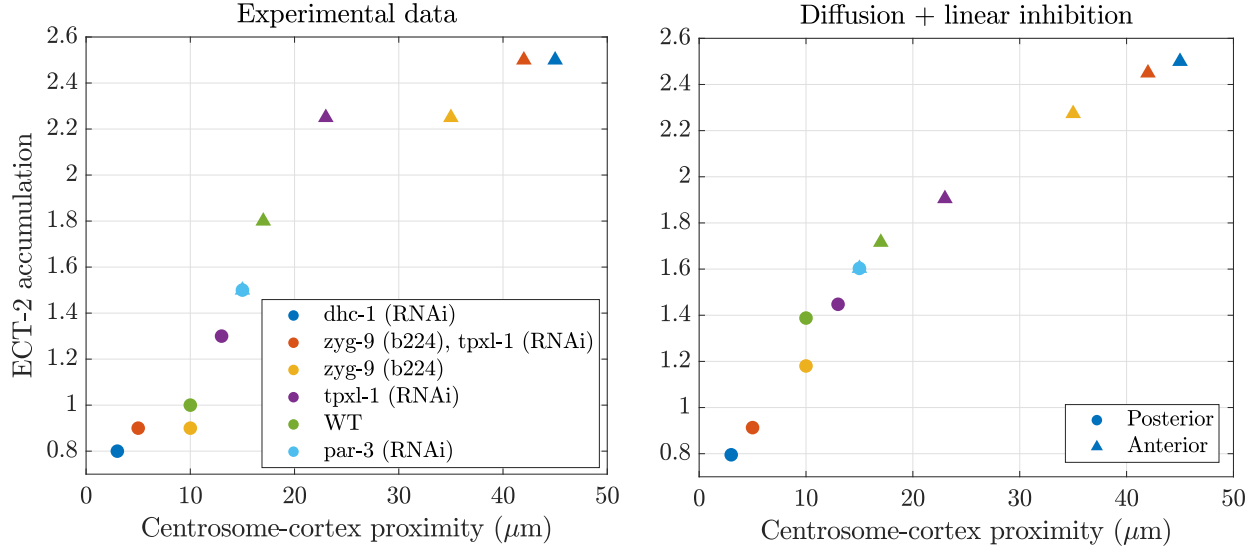 Experimental data
ECT-2 accumulation
2.6
2.4
2.2
2
1.8
1.6
1.4
1.2
1
0.8
dhc-1 (RNAi)
zyg-9 (b224), tpxl-1 (RNAi)
zyg-9 (b224)
tpxl-1 (RNAi)
WT
par-3 (RNAi)
0 10 20 30 40 50
Centrosome-cortex proximity (μm)
Diffusion + linear inhibition
2.6
2.4
2.2
2
1.8
1.6
1.4
1.2
1
0.8
Posterior
Anterior
0 10 20 30 40 50
Centrosome-cortex proximity (μm)